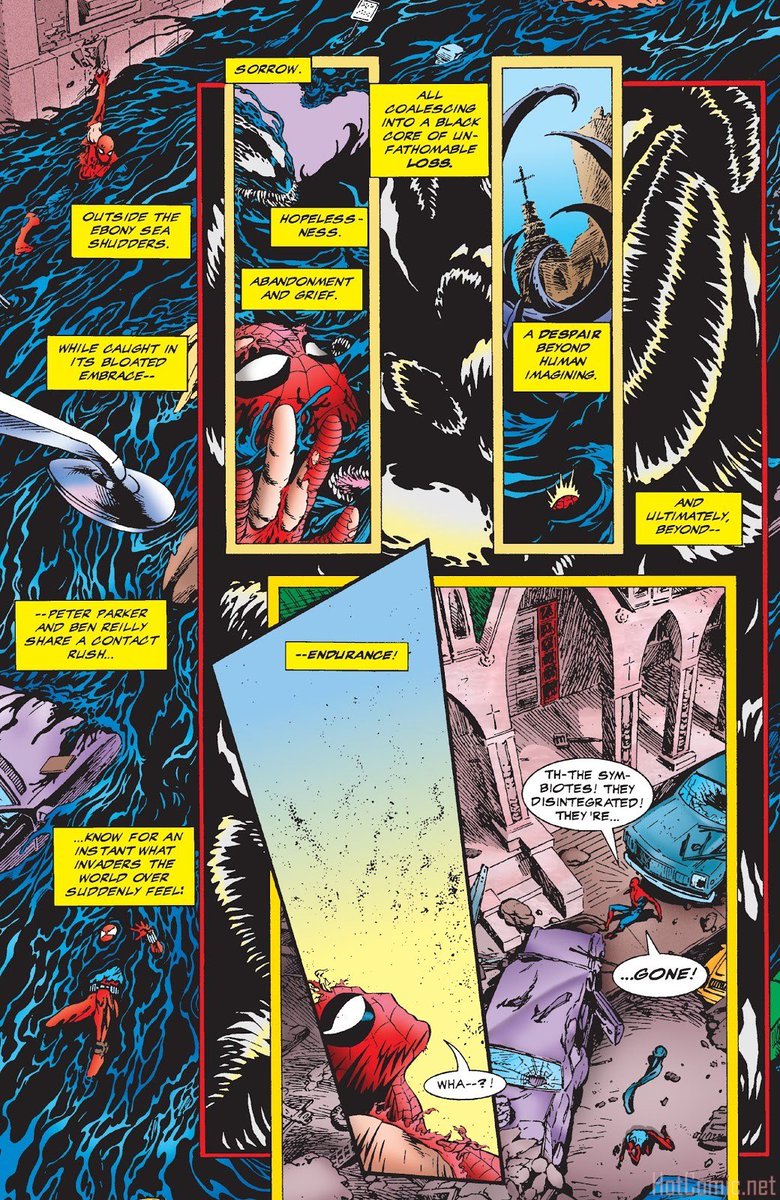 OUTSIDE THE
EBONY SEA
SHUDDERS.
WHILE CAUGHT IN
ITS BLOATED
EMBRACE--
--PETER PARKER
AND BEN REILLY
SHARE A CONTACT
RUSH...
...KNOW FOR AN
INSTANT WHAT
INVADERS THE
WORLD OVER
SUDDENLY FEEL:
SORROW.
HOPELESS-
NESS.
ABANDONMENT
AND GRIEF.
ALL
COALESCING
INTO A BLACK
CORE OF UN-
FATHOMABLE
LOSS.
A DESPAIR
BEYOND
HUMAN
IMAGINING.
AND
ULTIMATELY,
BEYOND--
--ENDURANCE!
WHA--?!
TH-THE SYM-
BIOTES! THEY
DISINTEGRATED!
THEY'RE...
...GONE!
HotComic.net